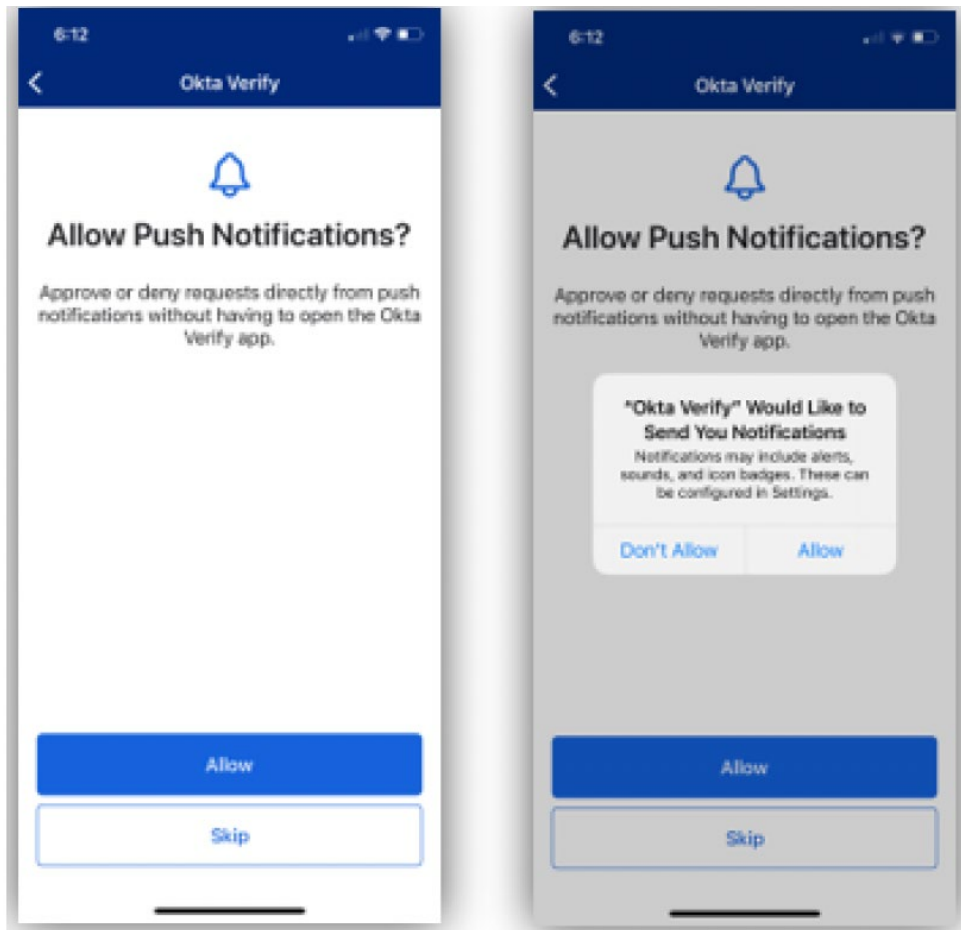 6:12
Okta Verify
Allow Push Notifications?
Approve or deny requests directly from push
notifications without having to open the Okta
Verify app.
Allow
Skip
6:12
Okta Verify
Allow Push Notifications?
Approve or deny requests directly from push
notifications without having to open the Okta
Verify app.
"Okta Verify" Would Like to
Send You Notifications
Notifications may include alerts,
sounds, and icon badges. These can
be configured in Settings.
Don't Allow
Allow
Allow
Skip